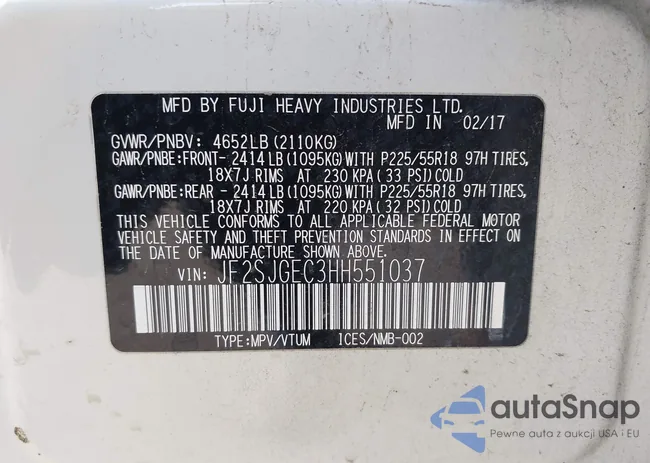 MFD BY FUJI HEAVY INDUSTRIES LTD.
MFD IN 02/17
GVWR/PNBV: 4652LB (2110KG)
GAWR/PNBE:FRONT- 2414 LB (1095KG) WITH P225/55R18 97H TIRES,
18X7J RIMS AT 230 KPA (33 PSI) COLD
GAWR/PNBE:REAR - 2414 LB (1095KG) WITH P225/55R18 97H TIRES,
18X7J RIMS AT 220 KPA (32 PSI) COLD
THIS VEHICLE CONFORMS TO ALL APPLICABLE FEDERAL MOTOR
VEHICLE SAFETY AND THEFT PREVENTION STANDARDS IN EFFECT ON
THE DATE OF MANUFACTURE SHOWN ABOVE.
VIN: JF2SJGEC3HH551037
TYPE:MPV/VTUM ICES/NMB-002
autaSnap
Pewne auta z aukcji USA i EU